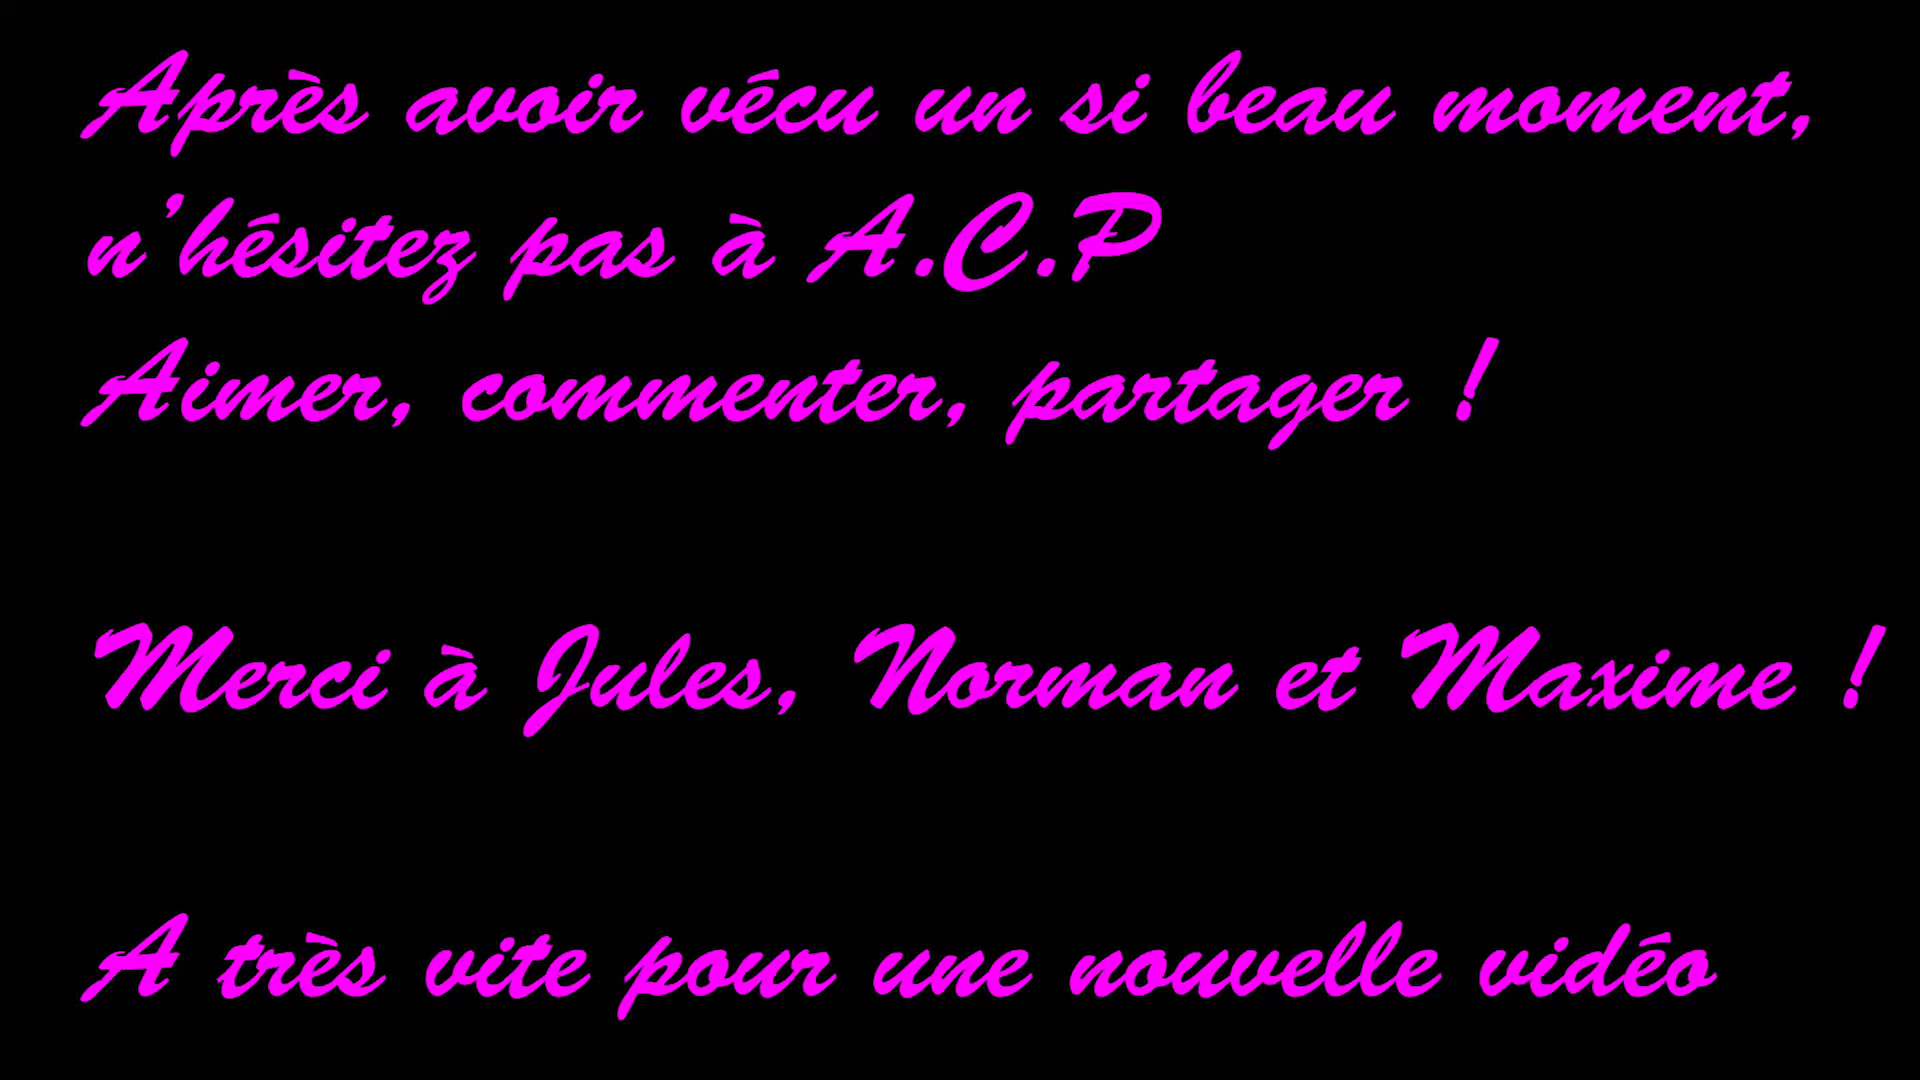 Après avoir vécu un si beau moment,
n'hésitez pas à A.C.P
Aimer, commenter, partager !
Merci à Jules, Norman et Maxime !
A très vite pour une nouvelle vidéo